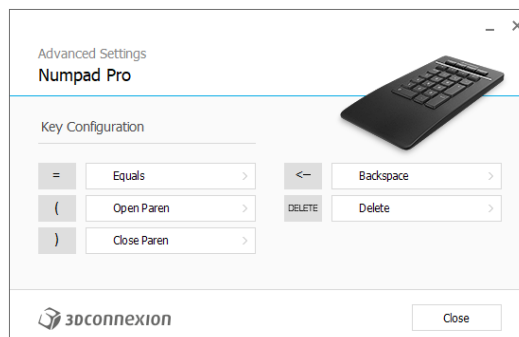 Advanced Settings
Numpad Pro
Key Configuration
= Equals
( Open Paren
) Close Paren
<— Backspace
DELETE Delete
3Dconnexion
Close